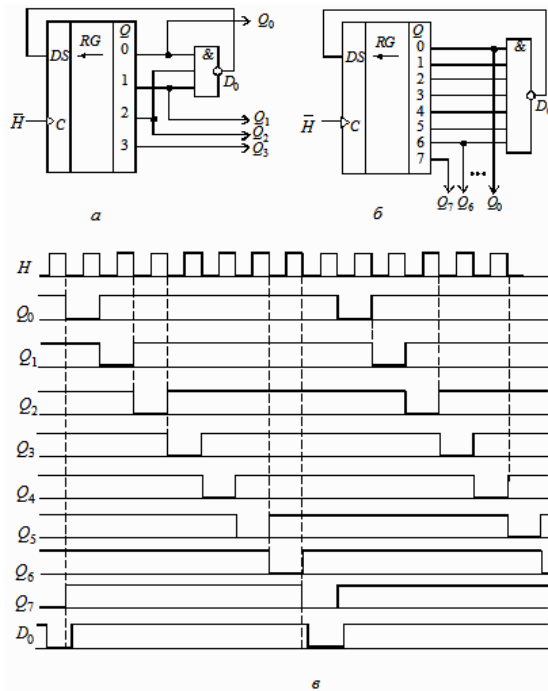 Q
Q
DS
RG
0
&
Q₀
D₀
1
H̅
C
2
Q₁
Q₂
3
Q₃
а
DS
RG
0
&
1
2
3
D₀
H̅
C
4
5
6
7
Q₇ Q₆ ••• Q₀
б
H
Q₀
Q₁
Q₂
Q₃
Q₄
Q₅
Q₆
Q₇
D₀
в